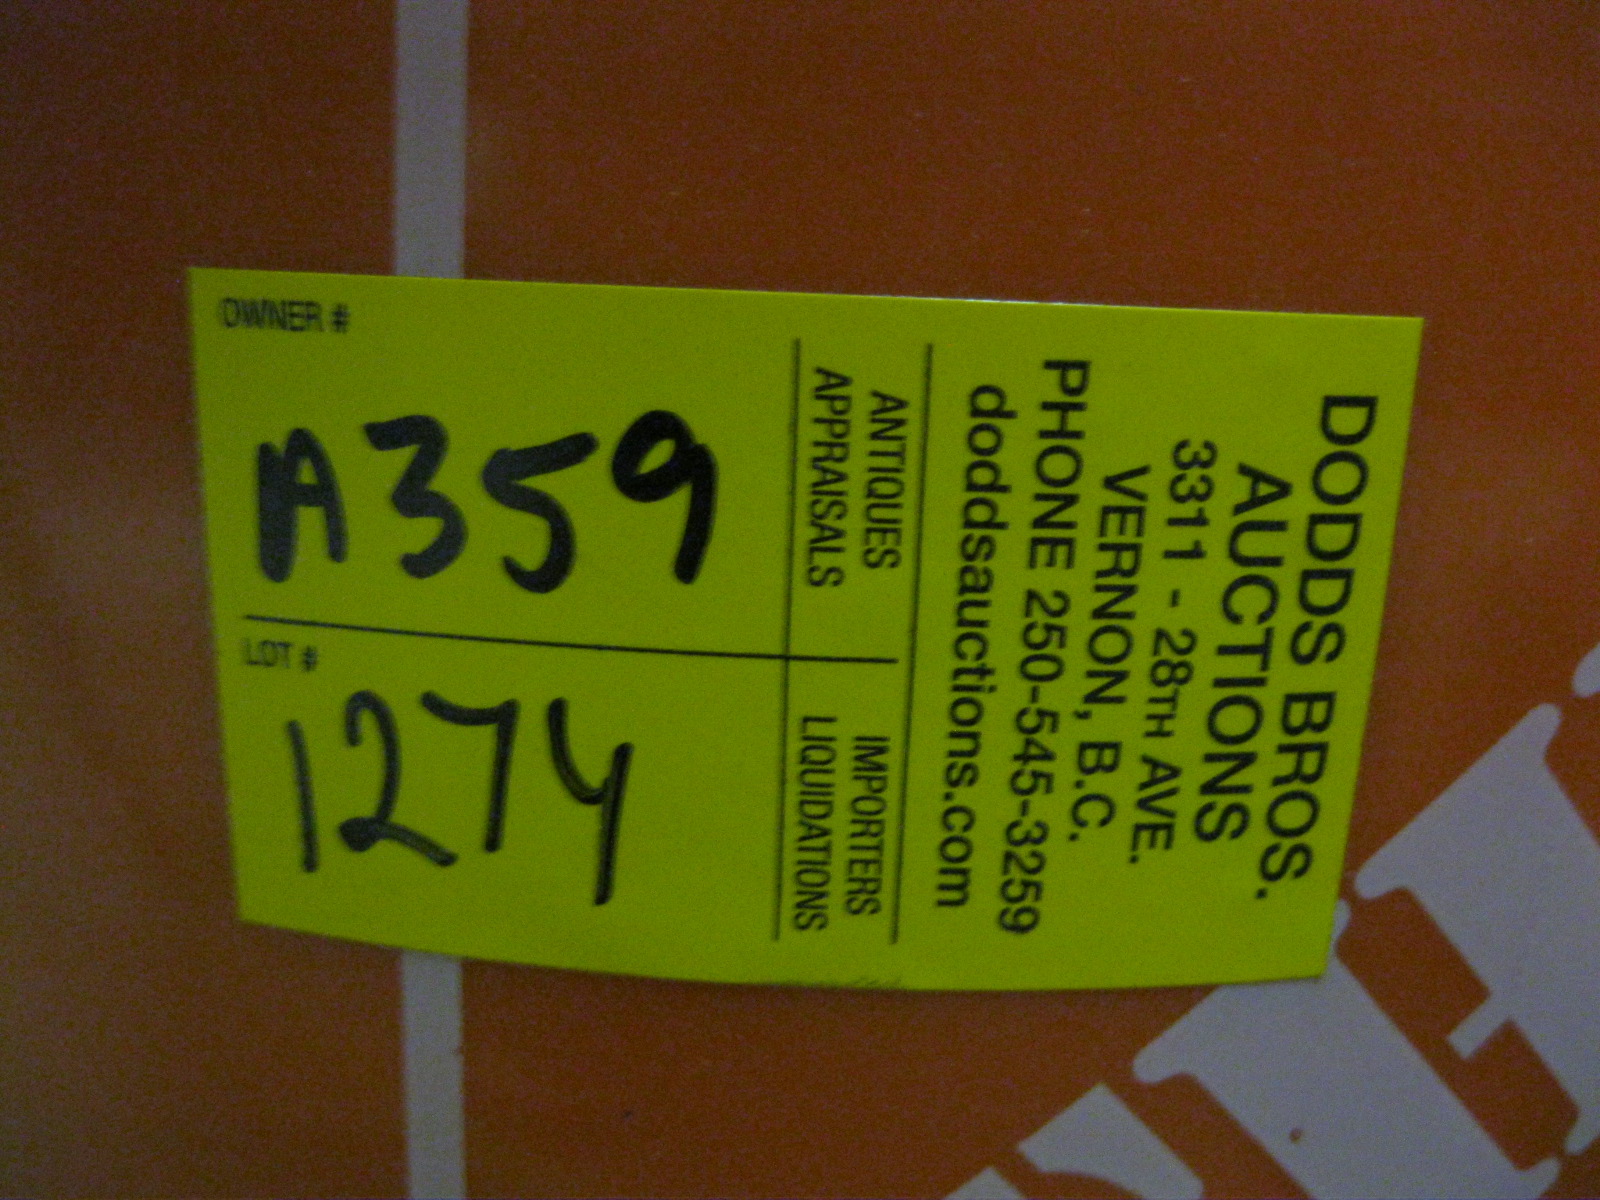 OWNER #
A359
LOT #
1274
ANTIQUES
APPRAISALS
IMPORTERS
LIQUIDATIONS
DODDS BROS.
AUCTIONS
3311 - 28TH AVE.
VERNON, B.C.
PHONE 250-545-3259
doddsauctions.com